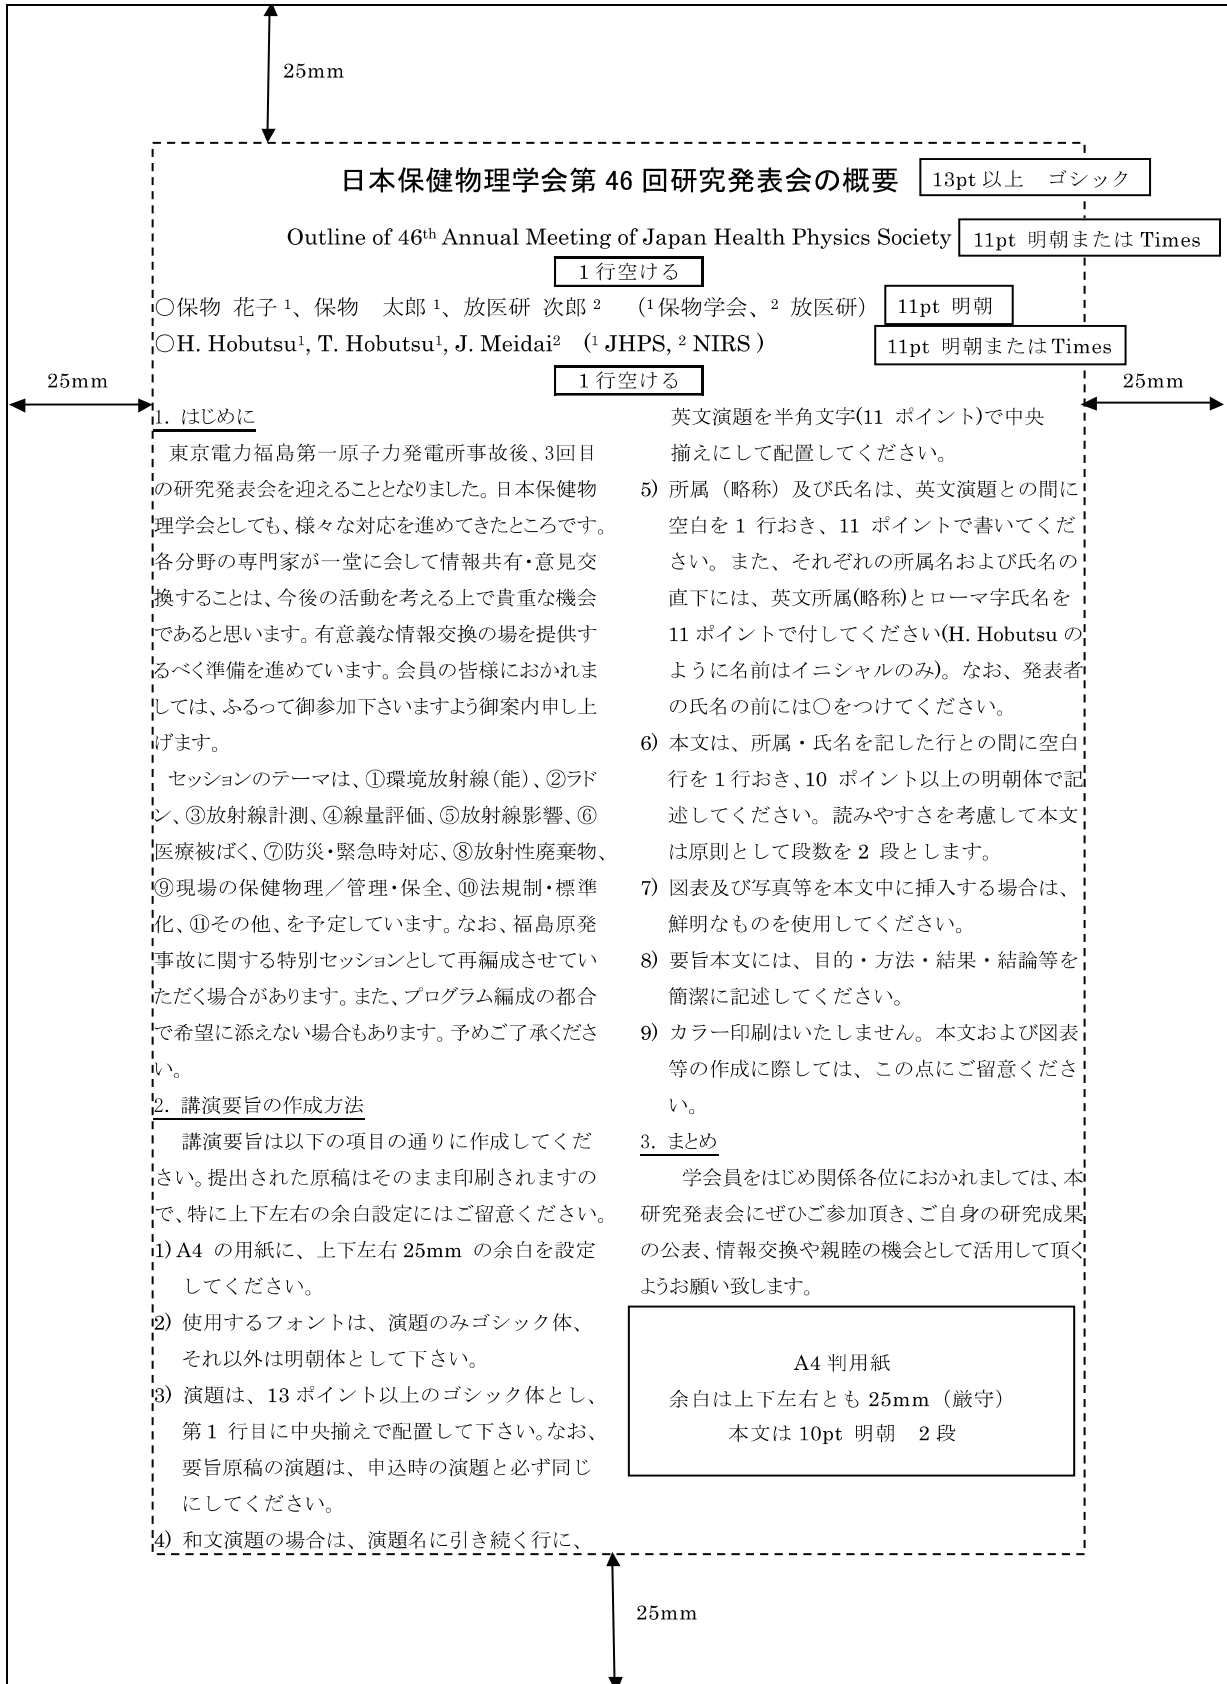 25mm
日本保健物理学会第 46 回研究発表会の概要
13pt 以上　ゴシック
Outline of 46th Annual Meeting of Japan Health Physics Society
11pt 明朝または Times
1 行空ける
○保物 花子 1、保物　太郎 1、放医研 次郎 2　（1 保物学会、2 放医研）
11pt 明朝
○H. Hobutsu1, T. Hobutsu1, J. Meidai2　(1 JHPS, 2 NIRS )
11pt 明朝または Times
1 行空ける
25mm
25mm
1. はじめに
東京電力福島第一原子力発電所事故後、3回目
の研究発表会を迎えることとなりました。日本保健物
理学会としても、様々な対応を進めてきたところです。
各分野の専門家が一堂に会して情報共有・意見交
換することは、今後の活動を考える上で貴重な機会
であると思います。有意義な情報交換の場を提供す
るべく準備を進めています。会員の皆様におかれま
しては、ふるって御参加下さいますよう御案内申し上
げます。
セッションのテーマは、①環境放射線（能）、②ラド
ン、③放射線計測、④線量評価、⑤放射線影響、⑥
医療被ばく、⑦防災・緊急時対応、⑧放射性廃棄物、
⑨現場の保健物理／管理・保全、⑩法規制・標準
化、⑪その他、を予定しています。なお、福島原発
事故に関する特別セッションとして再編成させてい
ただく場合があります。また、プログラム編成の都合
で希望に添えない場合もあります。予めご了承くださ
い。
2. 講演要旨の作成方法
講演要旨は以下の項目の通りに作成してくだ
さい。提出された原稿はそのまま印刷されますの
で、特に上下左右の余白設定にはご留意ください。
1) A4 の用紙に、上下左右 25mm の余白を設定
してください。
2) 使用するフォントは、演題のみゴシック体、
それ以外は明朝体として下さい。
3) 演題は、13 ポイント以上のゴシック体とし、
第 1 行目に中央揃えで配置して下さい。なお、
要旨原稿の演題は、申込時の演題と必ず同じ
にしてください。
4) 和文演題の場合は、演題名に引き続く行に、
英文演題を半角文字(11 ポイント)で中央
揃えにして配置してください。
5) 所属（略称）及び氏名は、英文演題との間に
空白を 1 行おき、11 ポイントで書いてくだ
さい。また、それぞれの所属名および氏名の
直下には、英文所属(略称)とローマ字氏名を
11 ポイントで付してください(H. Hobutsu の
ように名前はイニシャルのみ)。なお、発表者
の氏名の前には○をつけてください。
6) 本文は、所属・氏名を記した行との間に空白
行を 1 行おき、10 ポイント以上の明朝体で記
述してください。読みやすさを考慮して本文
は原則として段数を 2 段とします。
7) 図表及び写真等を本文中に挿入する場合は、
鮮明なものを使用してください。
8) 要旨本文には、目的・方法・結果・結論等を
簡潔に記述してください。
9) カラー印刷はいたしません。本文および図表
等の作成に際しては、この点にご留意くださ
い。
3. まとめ
学会員をはじめ関係各位におかれましては、本
研究発表会にぜひご参加頂き、ご自身の研究成果
の公表、情報交換や親睦の機会として活用して頂く
ようお願い致します。
A4 判用紙
余白は上下左右とも 25mm（厳守）
本文は 10pt 明朝　2 段
25mm